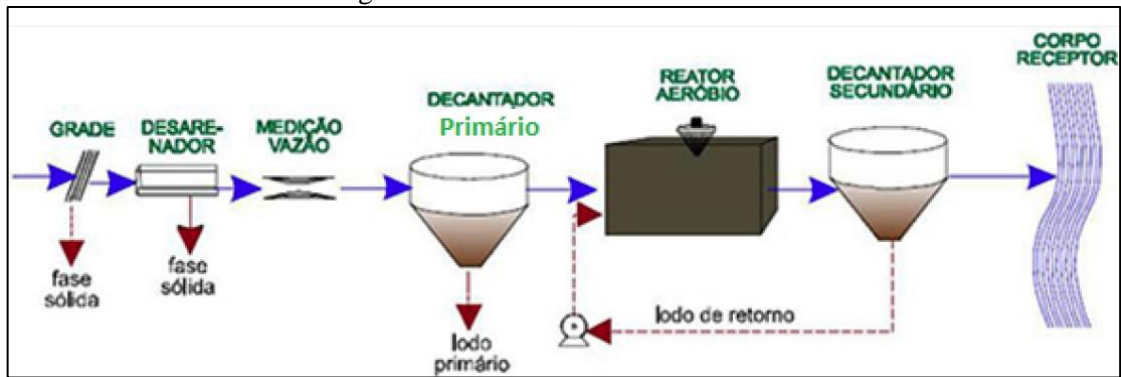 GRADE
DESARE-
NADOR
MEDIÇÃO
VAZÃO
DECANTADOR
Primário
REATOR
AERÓBIO
DECANTADOR
SECUNDÁRIO
CORPO
RECEPTOR
fase
sólida
fase
sólida
lodo
primário
lodo de retorno